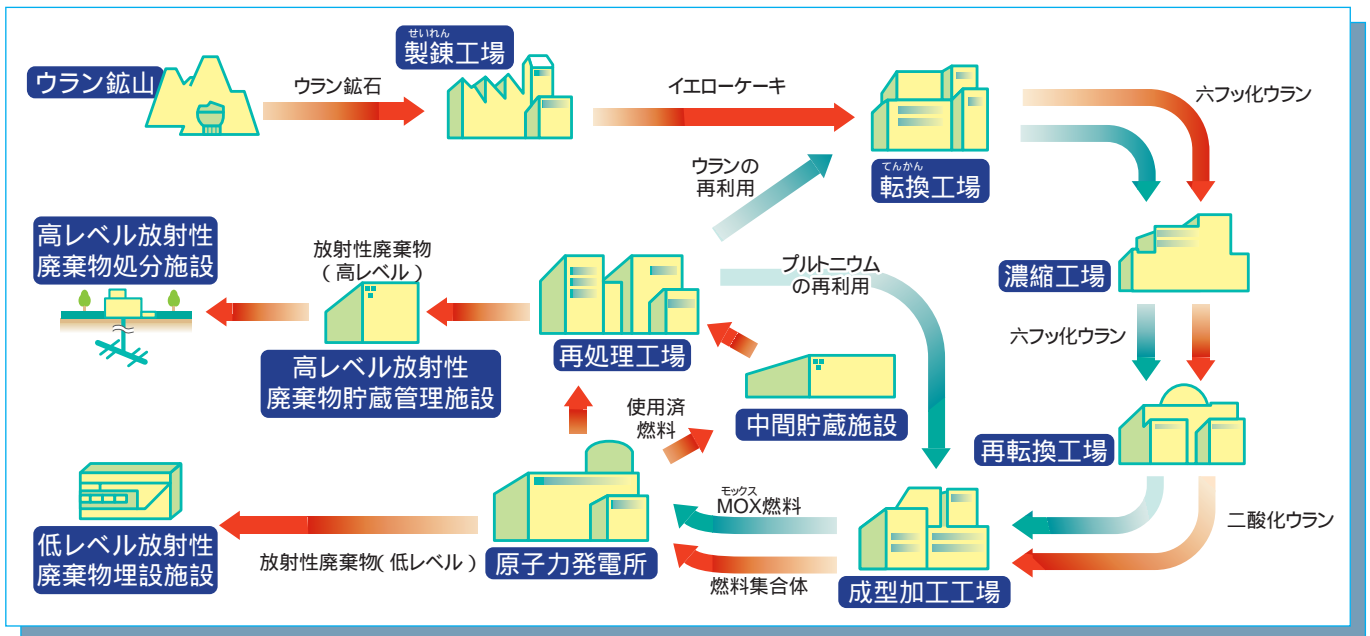 ウラン鉱山
ウラン鉱石
せいれん
製錬工場
イエローケーキ
てんかん
転換工場
六フッ化ウラン
濃縮工場
六フッ化ウラン
再転換工場
二酸化ウラン
成型加工工場
モックス
MOX燃料
燃料集合体
原子力発電所
使用済
燃料
中間貯蔵施設
再処理工場
ウランの
再利用
プルトニウム
の再利用
放射性廃棄物
(高レベル)
高レベル放射性
廃棄物貯蔵管理施設
高レベル放射性
廃棄物処分施設
放射性廃棄物(低レベル)
低レベル放射性
廃棄物埋設施設